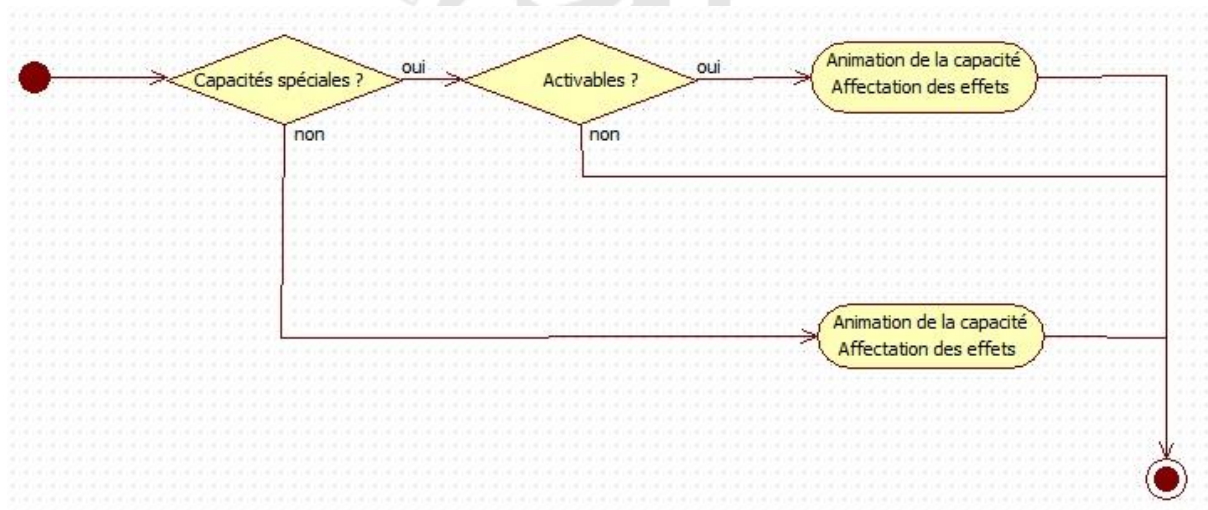 Capacités spéciales ?
oui
Activables ?
oui
Animation de la capacité
Affectation des effets
non
non
Animation de la capacité
Affectation des effets